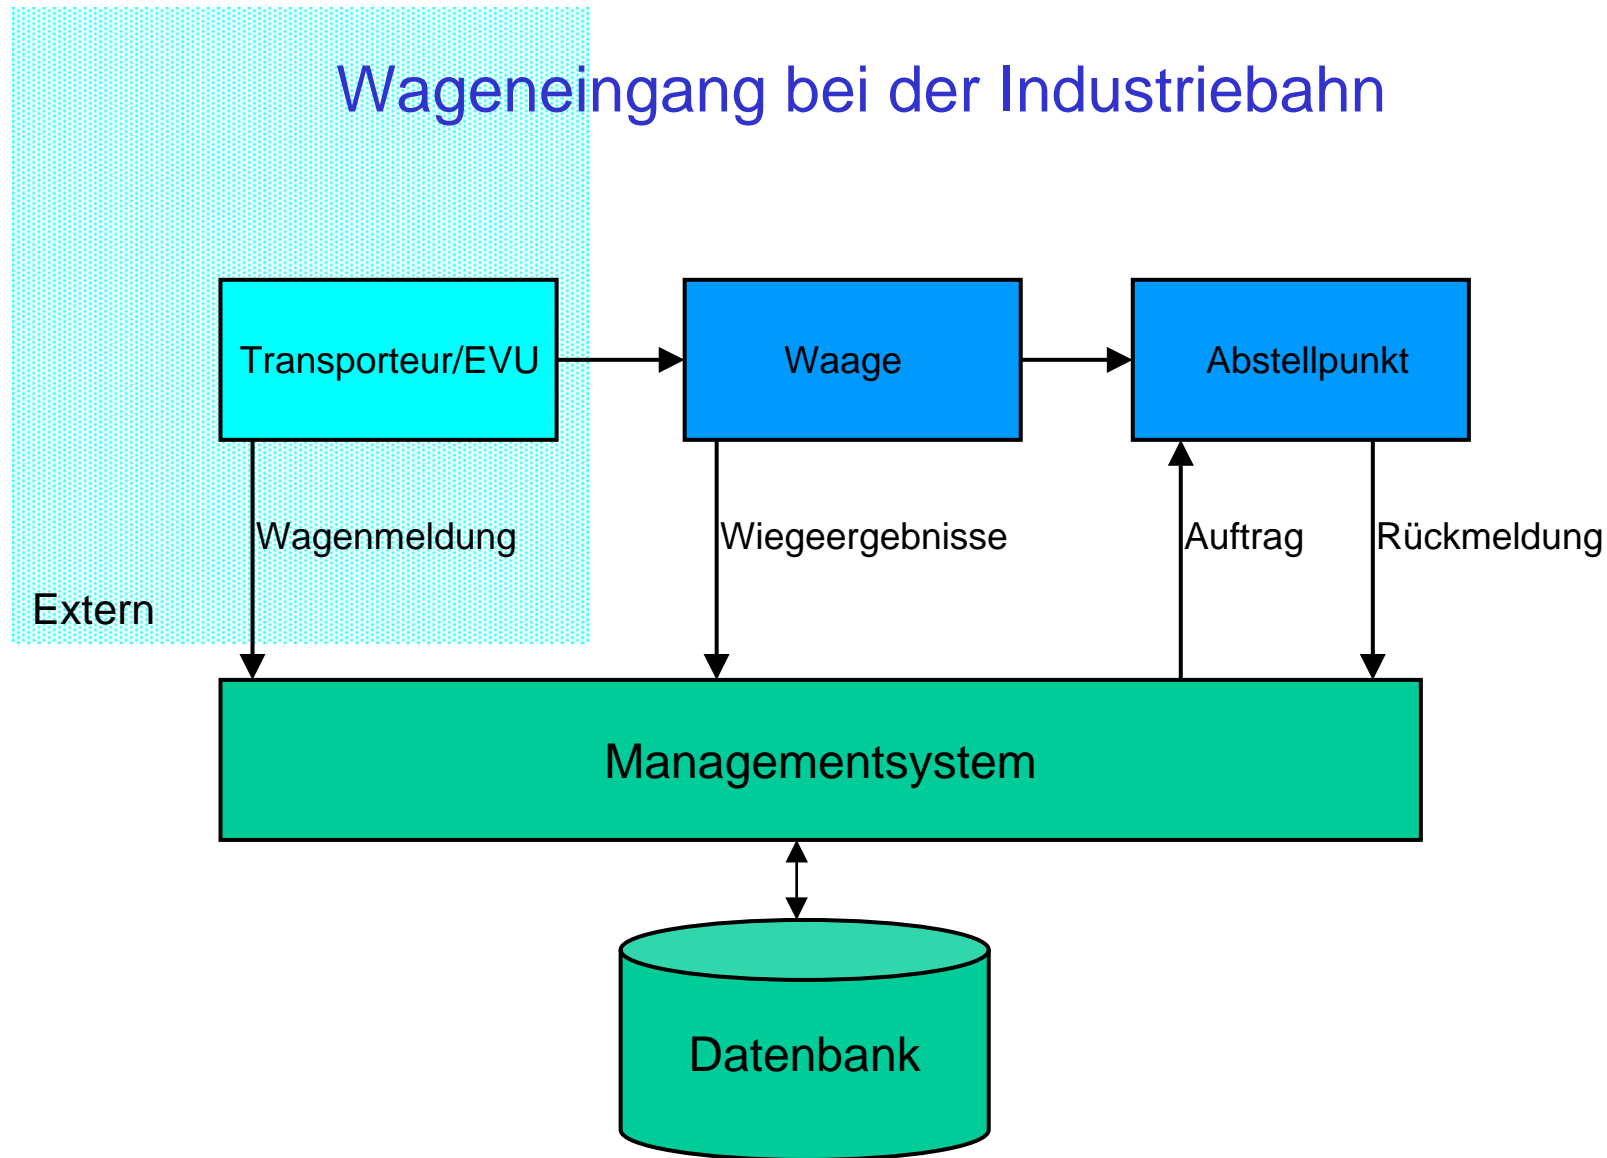 Wageneingang bei der Industriebahn
Transporteur/EVU
Waage
Abstellpunkt
Wagenmeldung
Wiegeergebnisse
Auftrag
Rückmeldung
Extern
Managementsystem
Datenbank